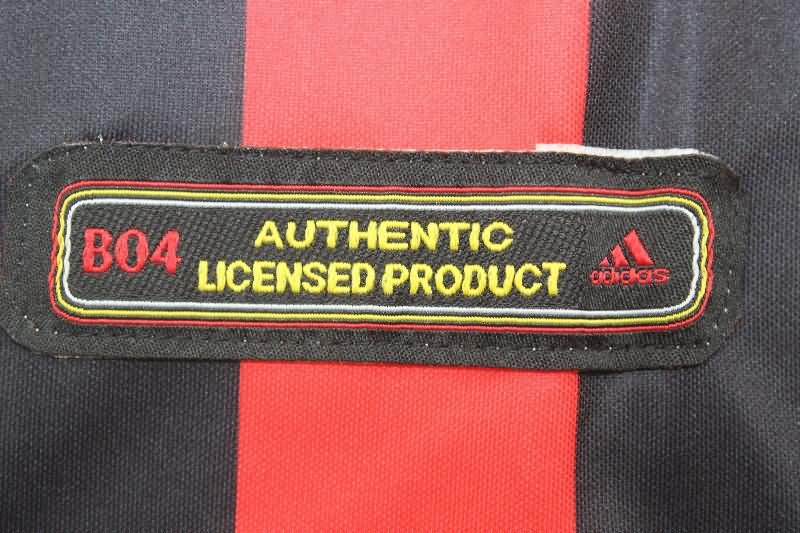 B04
AUTHENTIC
LICENSED PRODUCT
adidas